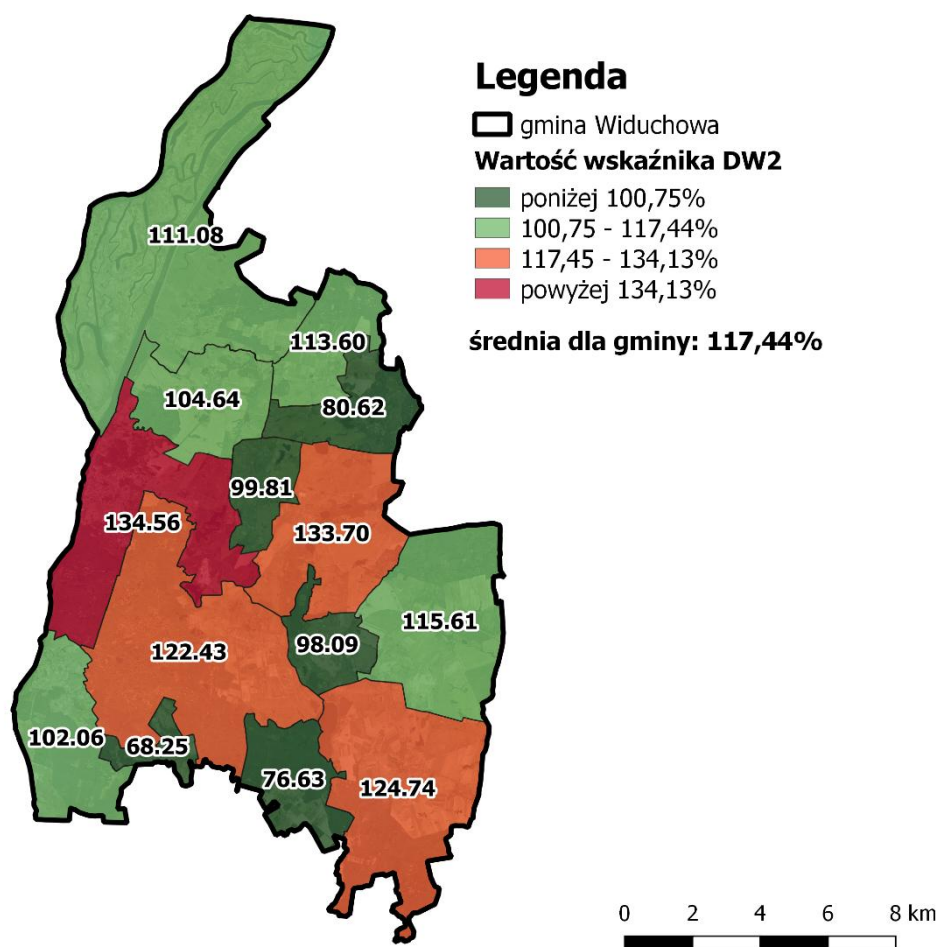 Legenda
gmina Widuchowa
Wartość wskaźnika DW2
poniżej 100,75%
100,75 - 117,44%
117,45 - 134,13%
powyżej 134,13%
średnia dla gminy: 117,44%
111.08
113.60
104.64
80.62
99.81
134.56
133.70
115.61
98.09
122.43
102.06
68.25
76.63
124.74
0 2 4 6 8 km